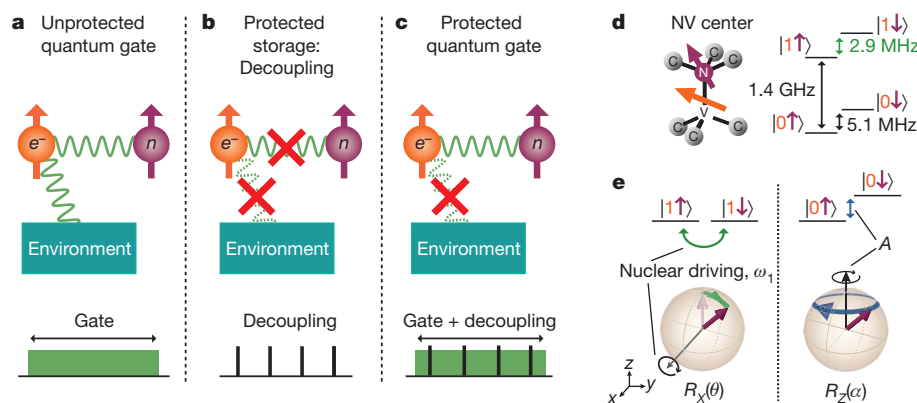 a Unprotected
quantum gate
e⁻
n
Environment
Gate
b Protected
storage:
Decoupling
e⁻
n
Environment
Decoupling
c Protected
quantum gate
e⁻
n
Environment
Gate + decoupling
d NV center
C C C
N
V
C C C
|1↓⟩
|1↑⟩
2.9 MHz
1.4 GHz
|0↓⟩
|0↑⟩
5.1 MHz
e
|1↑⟩ |1↓⟩
Nuclear driving, ω₁
z
y
x
R_X(θ)
|0↓⟩
|0↑⟩
A
R_Z(α)